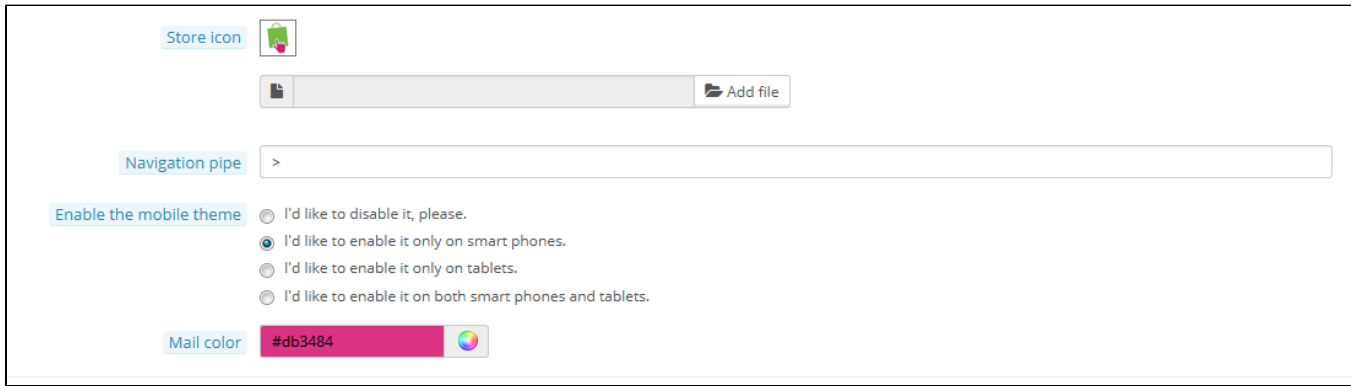 Store icon
Add file
Navigation pipe >
Enable the mobile theme I'd like to disable it, please.
I'd like to enable it only on smart phones.
I'd like to enable it only on tablets.
I'd like to enable it on both smart phones and tablets.
Mail color #db3484